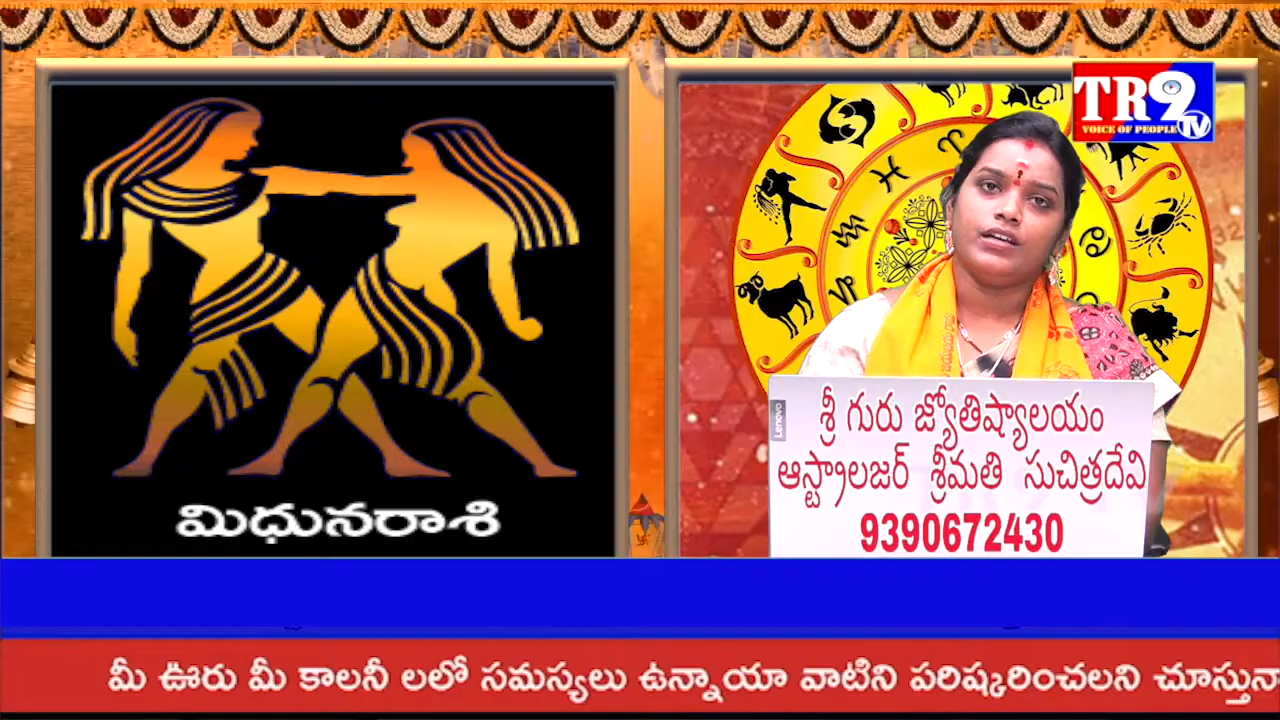 TR9
TV
VOICE OF PEOPLE
Lenovo
శ్రీ గురు జ్యోతిష్యాలయం
ఆస్ట్రాలజర్ శ్రీమతి సుచిత్రదేవి
9390672430
మిధునరాశి
మీ ఊరు మీ కాలనీ లలో సమస్యలు ఉన్నాయా వాటిని పరిష్కరించలని చూస్తునా